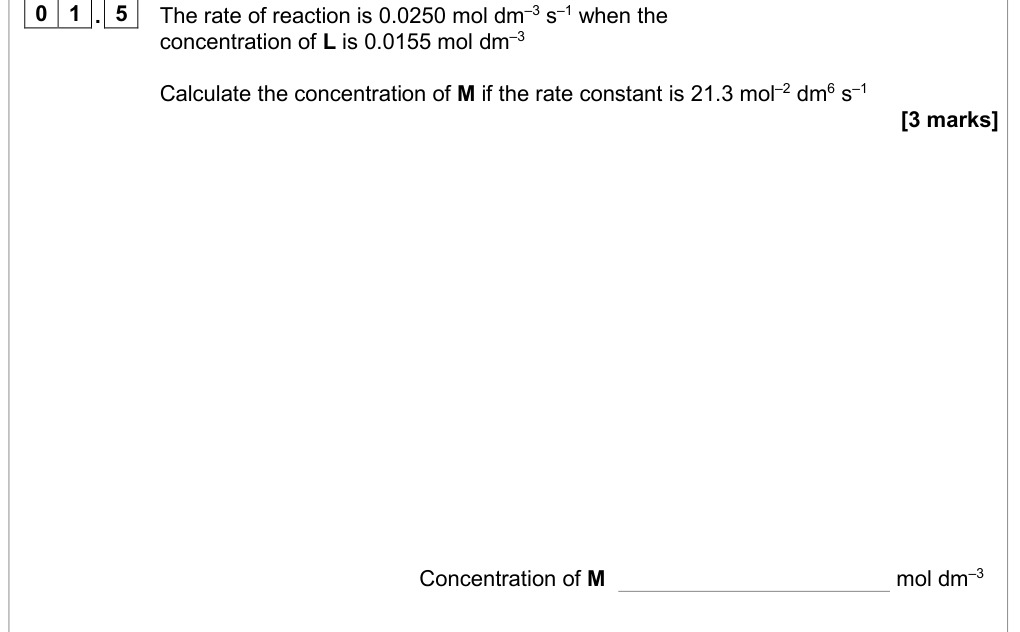 0 1 . 5 The rate of reaction is 0.0250 mol dm⁻³ s⁻¹ when the
concentration of L is 0.0155 mol dm⁻³
Calculate the concentration of M if the rate constant is 21.3 mol⁻² dm⁶ s⁻¹
[3 marks]
Concentration of M ____________________ mol dm⁻³